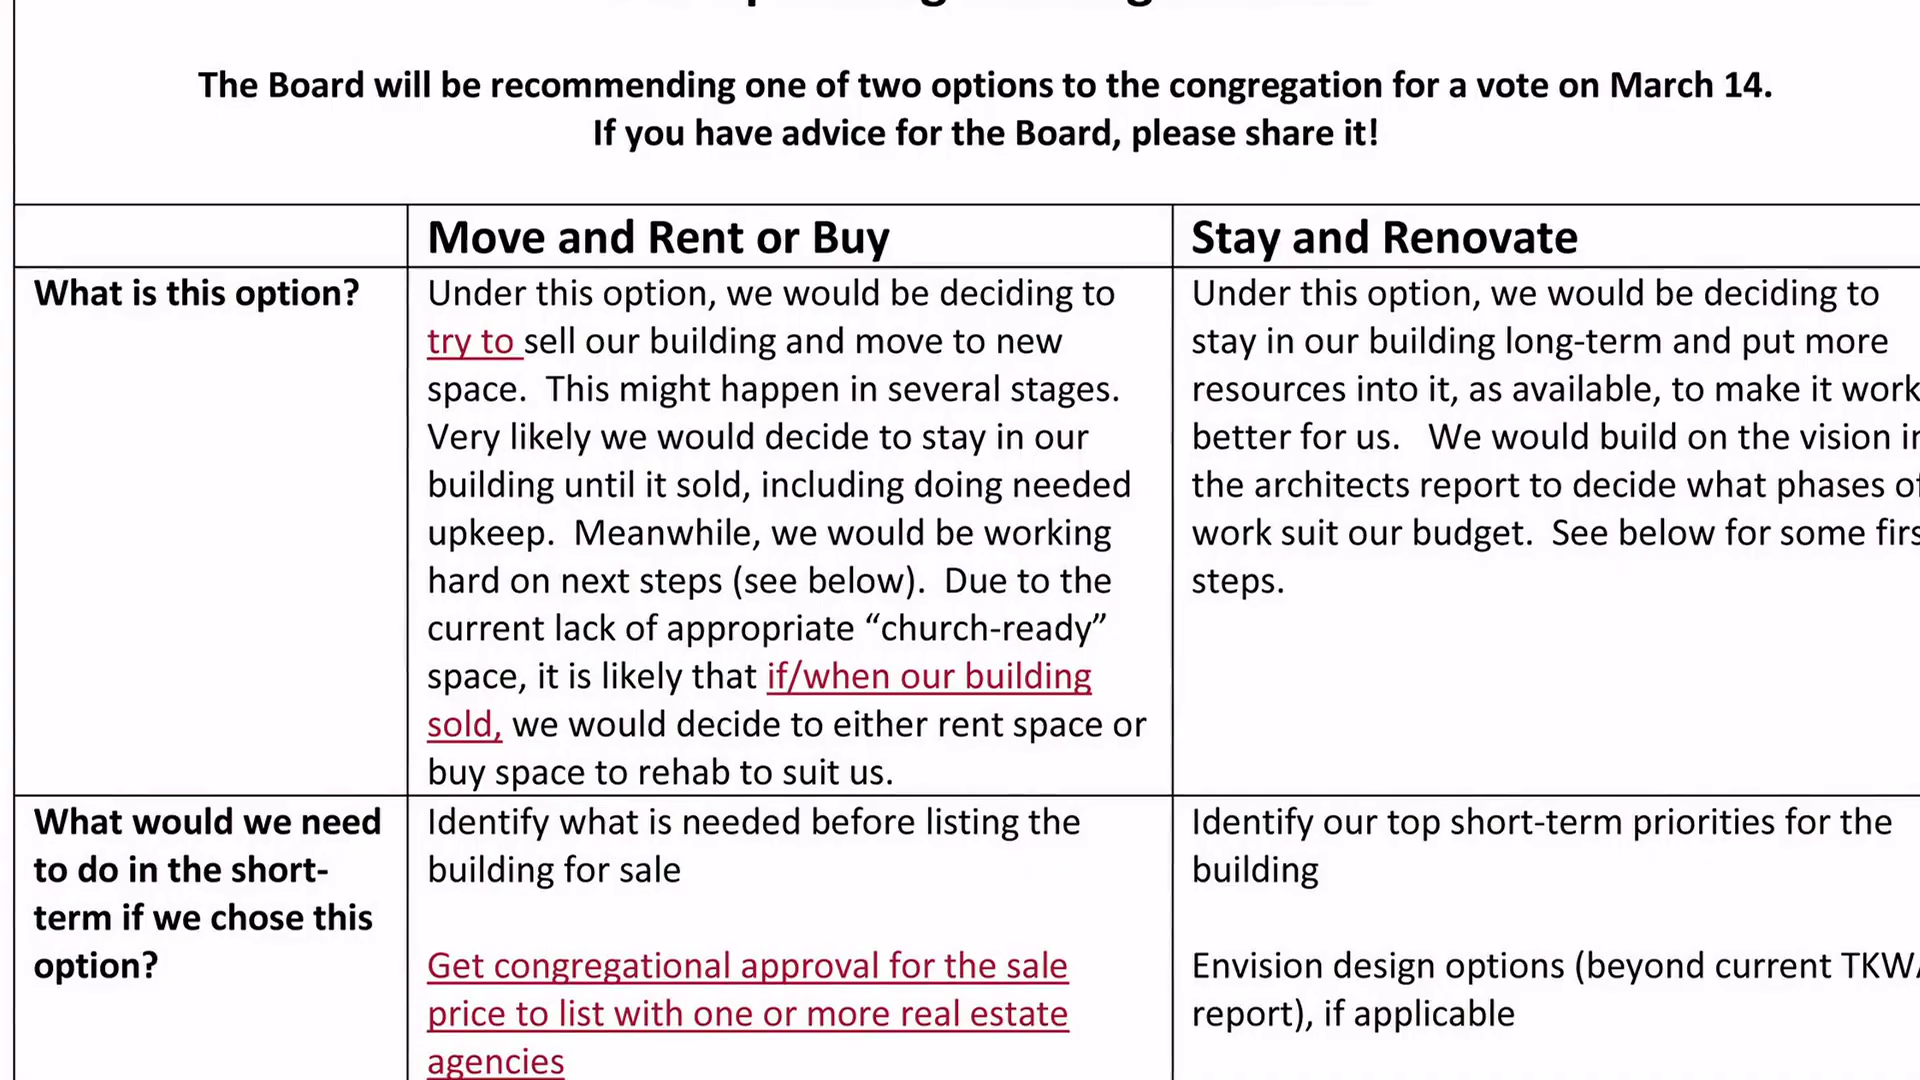 The Board will be recommending one of two options to the congregation for a vote on March 14.
If you have advice for the Board, please share it!
Move and Rent or Buy
Stay and Renovate
What is this option?
Under this option, we would be deciding to
try to sell our building and move to new
space. This might happen in several stages.
Very likely we would decide to stay in our
building until it sold, including doing needed
upkeep. Meanwhile, we would be working
hard on next steps (see below). Due to the
current lack of appropriate “church-ready”
space, it is likely that if/when our building
sold, we would decide to either rent space or
buy space to rehab to suit us.
Under this option, we would be deciding to
stay in our building long-term and put more
resources into it, as available, to make it work
better for us. We would build on the vision
the architects report to decide what phases
work suit our budget. See below for some
steps.
What would we need
to do in the short-
term if we chose this
option?
Identify what is needed before listing the
building for sale
Get congregational approval for the sale
price to list with one or more real estate
agencies
Identify our top short-term priorities for the
building
Envision design options (beyond current
report), if applicable